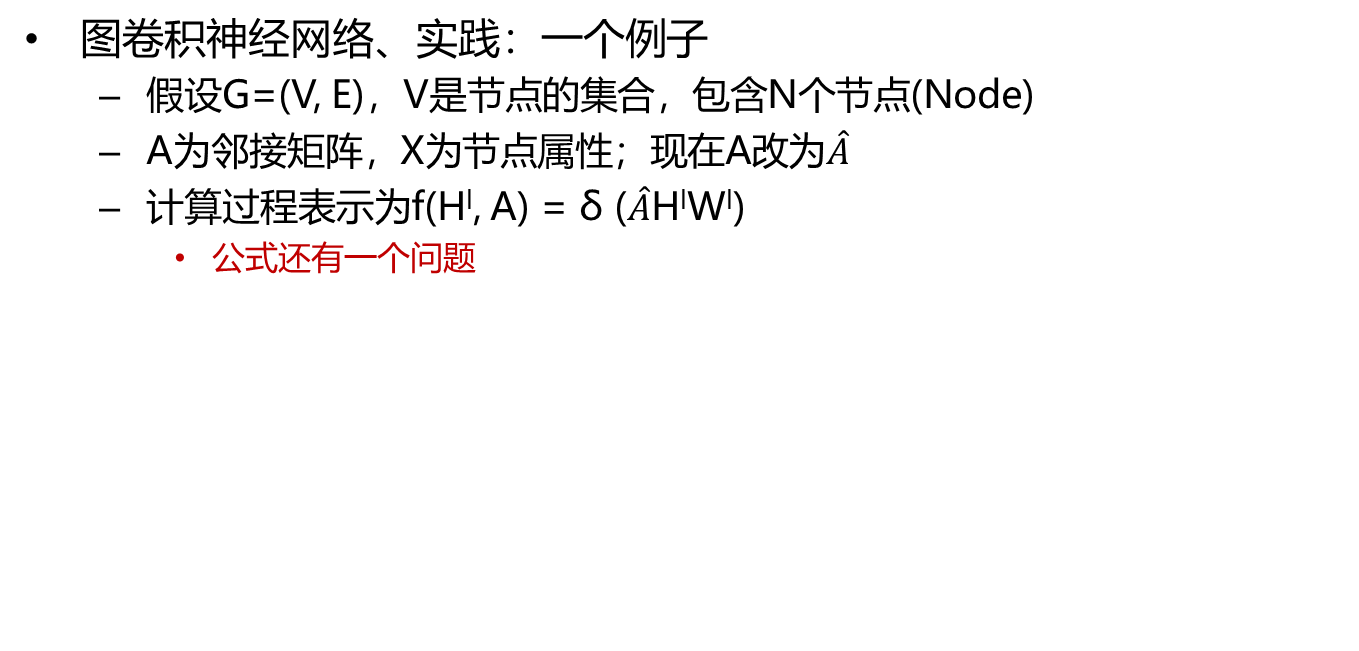 • 图卷积神经网络、实践：一个例子
– 假设G=(V, E)，V是节点的集合，包含N个节点(Node)
– A为邻接矩阵，X为节点属性；现在A改为Â
– 计算过程表示为f(Hˡ, A) = δ (ÂHˡWˡ)
• 公式还有一个问题